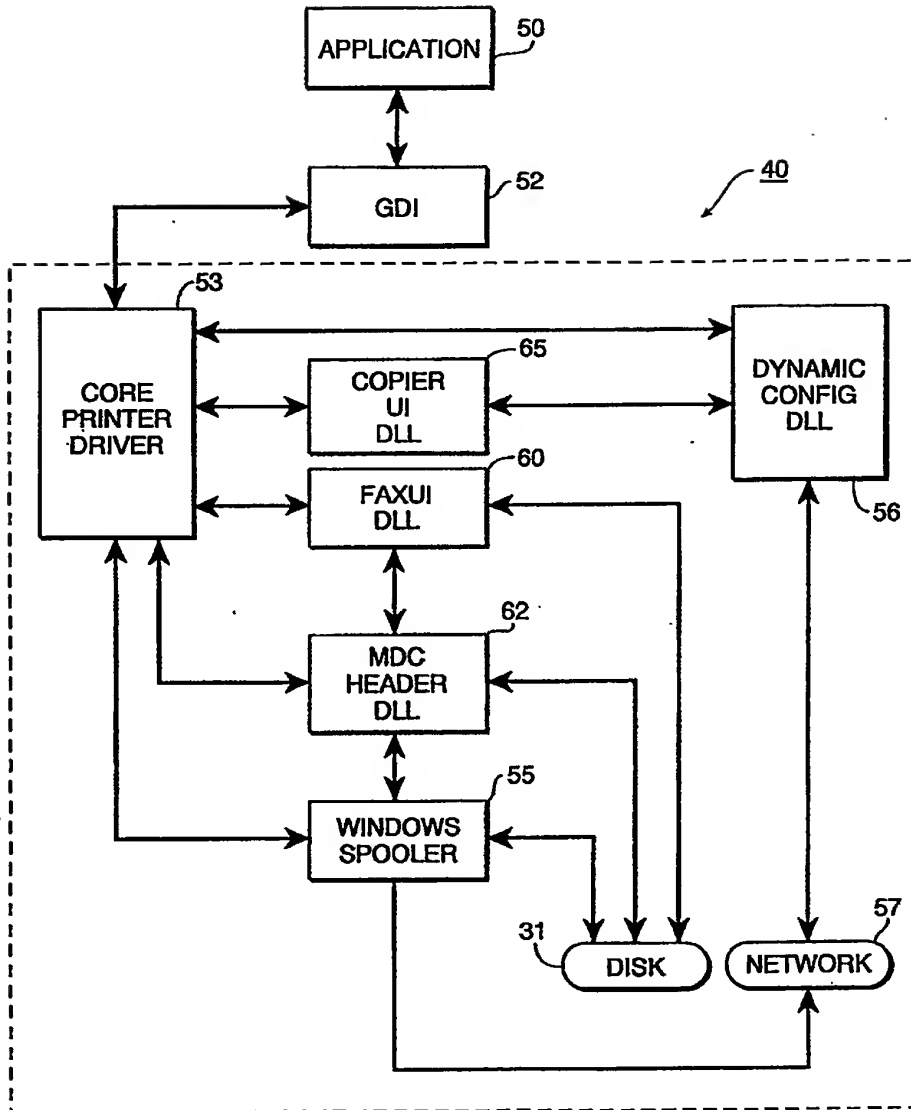 APPLICATION
50
GDI
52
40
CORE
PRINTER
DRIVER
53
COPIER
UI
DLL
65
DYNAMIC
CONFIG
DLL
56
FAXUI
DLL
60
MDC
HEADER
DLL
62
WINDOWS
SPOOLER
55
31
DISK
NETWORK
57